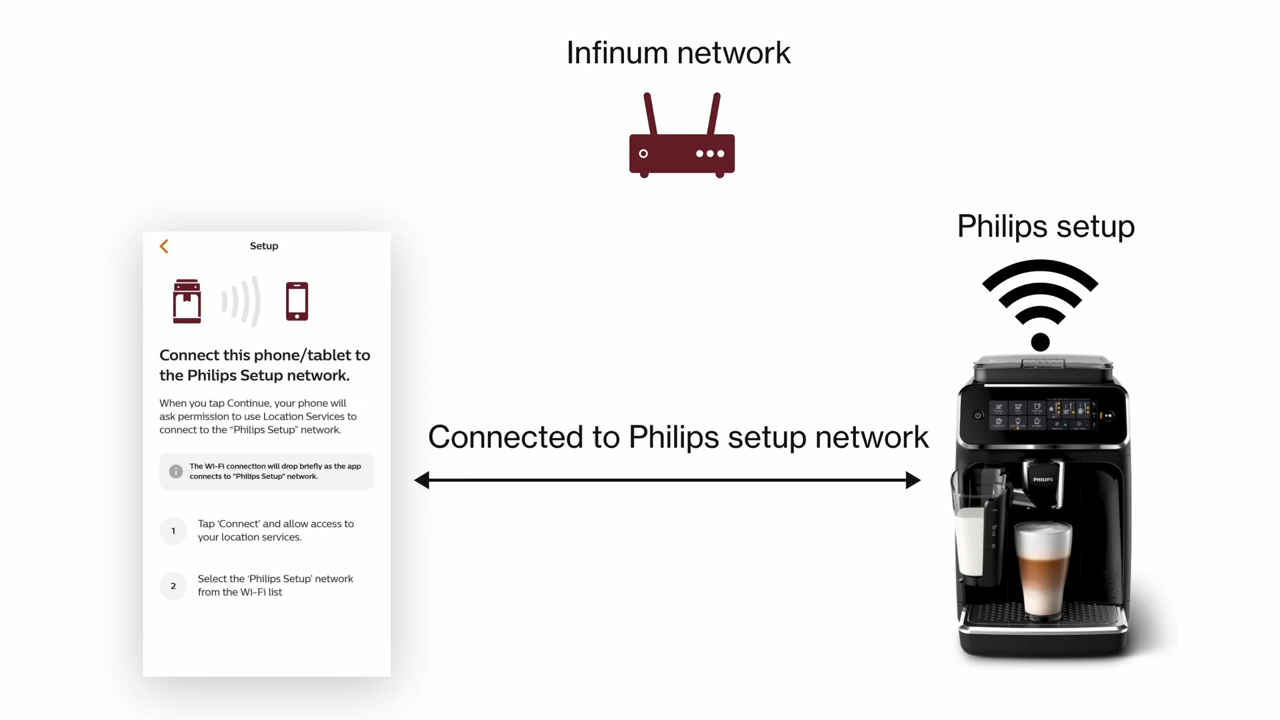 Infinum network
Philips setup
Setup
Connect this phone/tablet to
the Philips Setup network.
When you tap Continue, your phone will
ask permission to use Location Services to
connect to the “Philips Setup” network.
The Wi-Fi connection will drop briefly as the app
connects to "Philips Setup" network.
1
Tap ‘Connect’ and allow access to
your location services.
2
Select the ‘Philips Setup’ network
from the Wi-Fi list
Connected to Philips setup network
PHILIPS